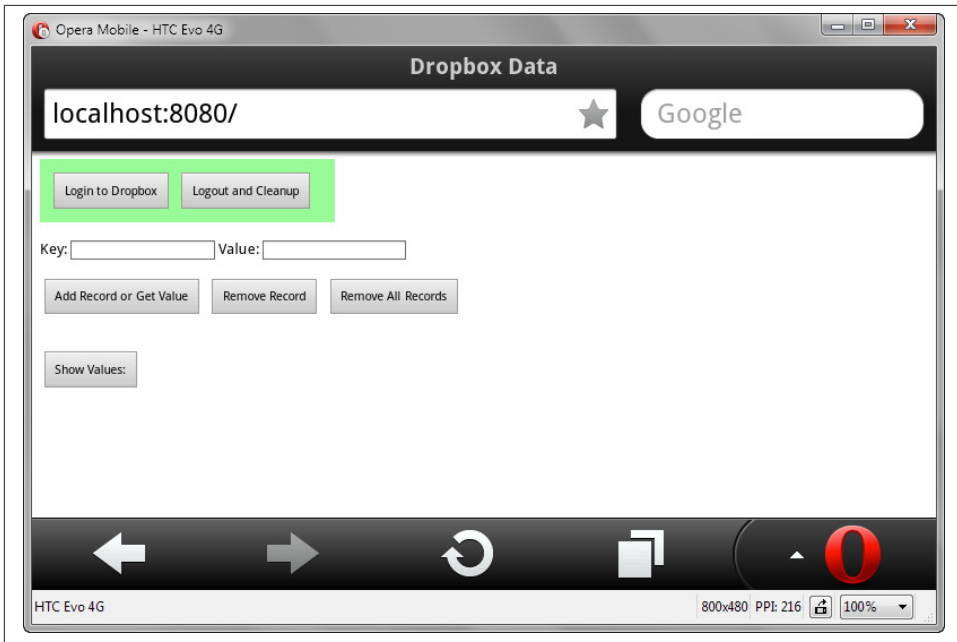 Opera Mobile - HTC Evo 4G
Dropbox Data
localhost:8080/ Google
Login to Dropbox Logout and Cleanup
Key: Value:
Add Record or Get Value Remove Record Remove All Records
Show Values:
HTC Evo 4G 800x480 PPI: 216 100%